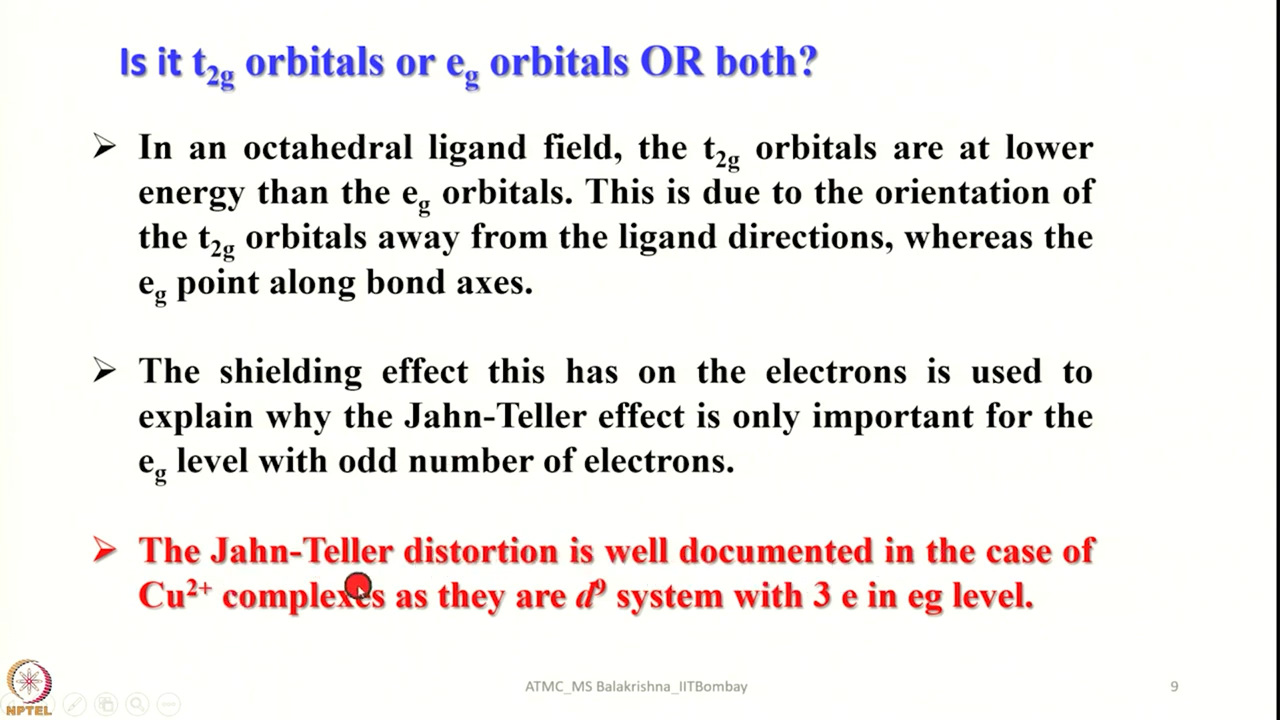 Is it t2g orbitals or eg orbitals OR both?
➢ In an octahedral ligand field, the t2g orbitals are at lower
energy than the eg orbitals. This is due to the orientation of
the t2g orbitals away from the ligand directions, whereas the
eg point along bond axes.
➢ The shielding effect this has on the electrons is used to
explain why the Jahn-Teller effect is only important for the
eg level with odd number of electrons.
➢ The Jahn-Teller distortion is well documented in the case of
Cu2+ complexes as they are d9 system with 3 e in eg level.
NPTEL
ATMC_MS Balakrishna_IITBombay
9